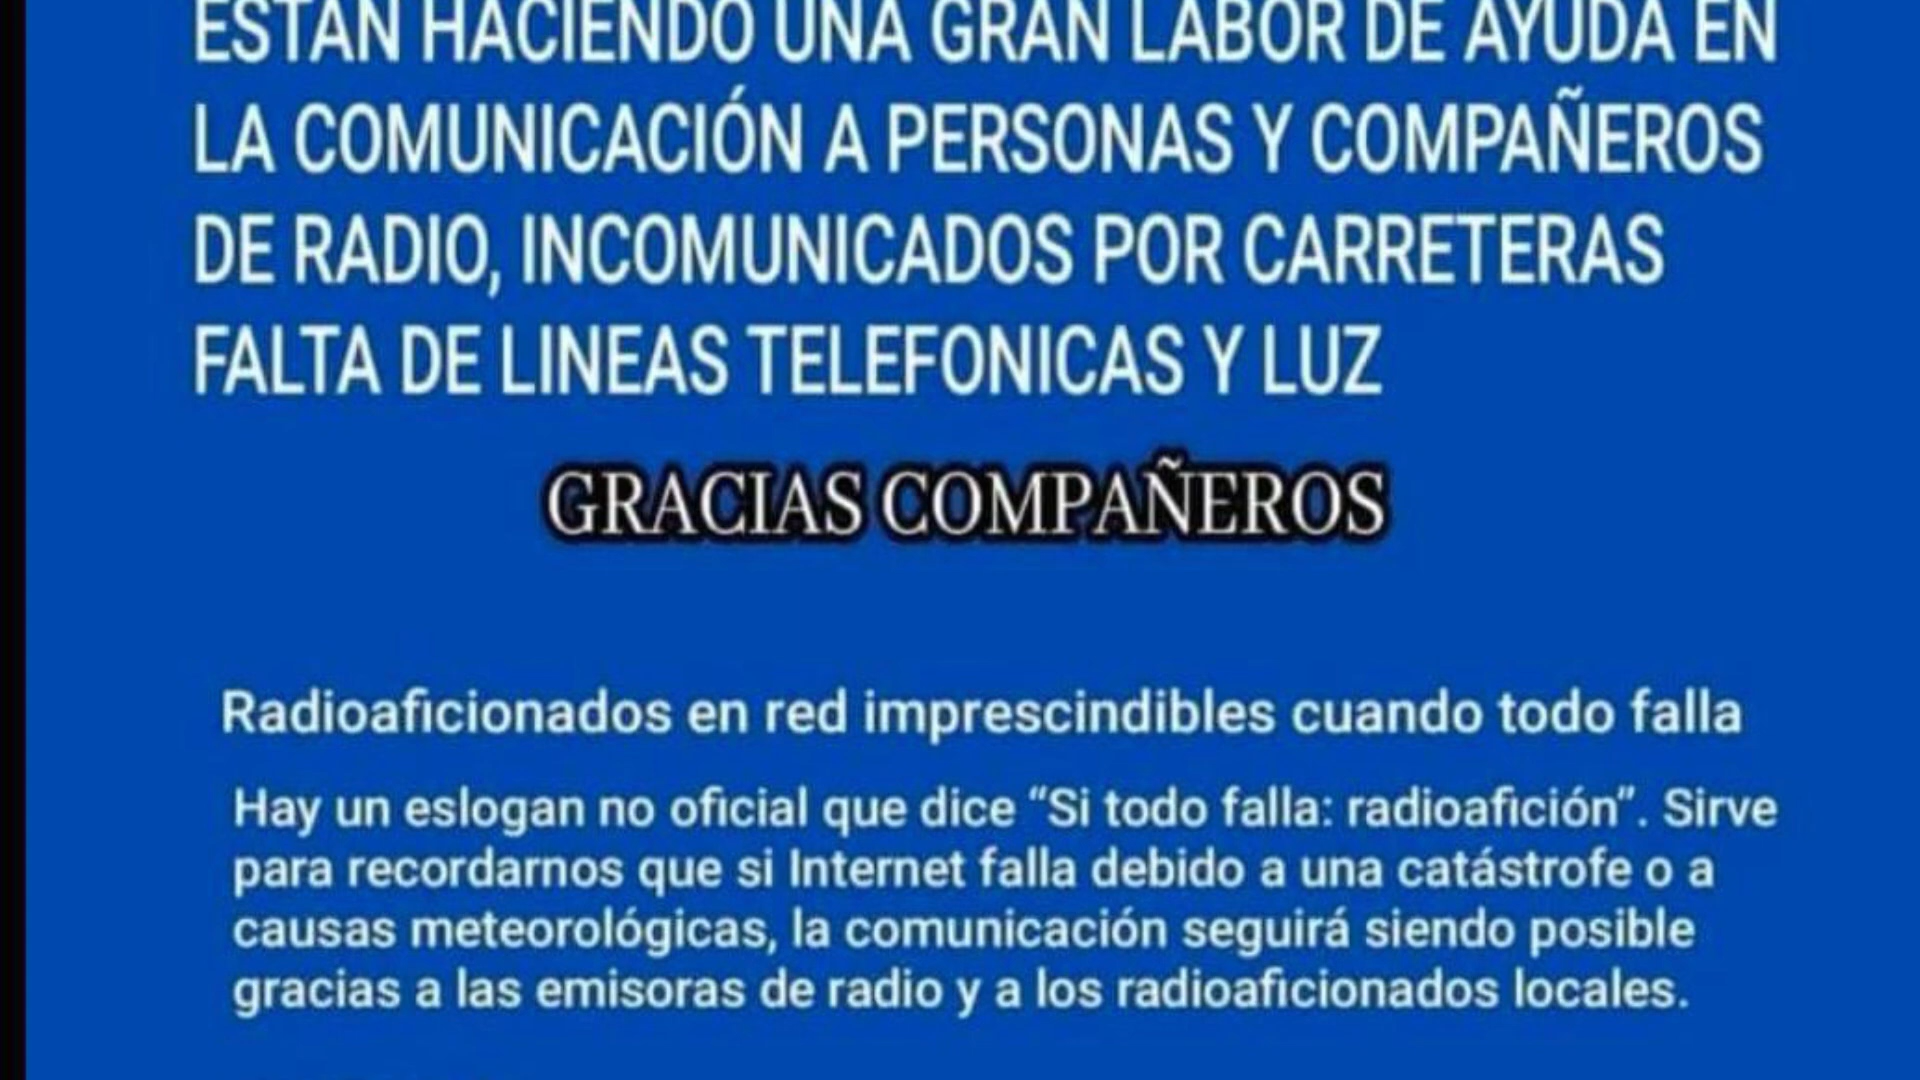 ESTAN HACIENDO UNA GRAN LABOR DE AYUDA EN
LA COMUNICACIÓN A PERSONAS Y COMPAÑEROS
DE RADIO, INCOMUNICADOS POR CARRETERAS
FALTA DE LINEAS TELEFONICAS Y LUZ
GRACIAS COMPAÑEROS
Radioaficionados en red imprescindibles cuando todo falla
Hay un eslogan no oficial que dice “Si todo falla: radioafición”. Sirve
para recordarnos que si Internet falla debido a una catástrofe o a
causas meteorológicas, la comunicación seguirá siendo posible
gracias a las emisoras de radio y a los radioaficionados locales.